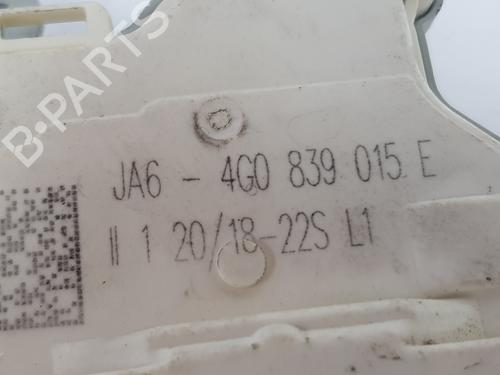 B-PARTS
JA6 - 4G0 839 015 E
II 1 20/18-22S L1